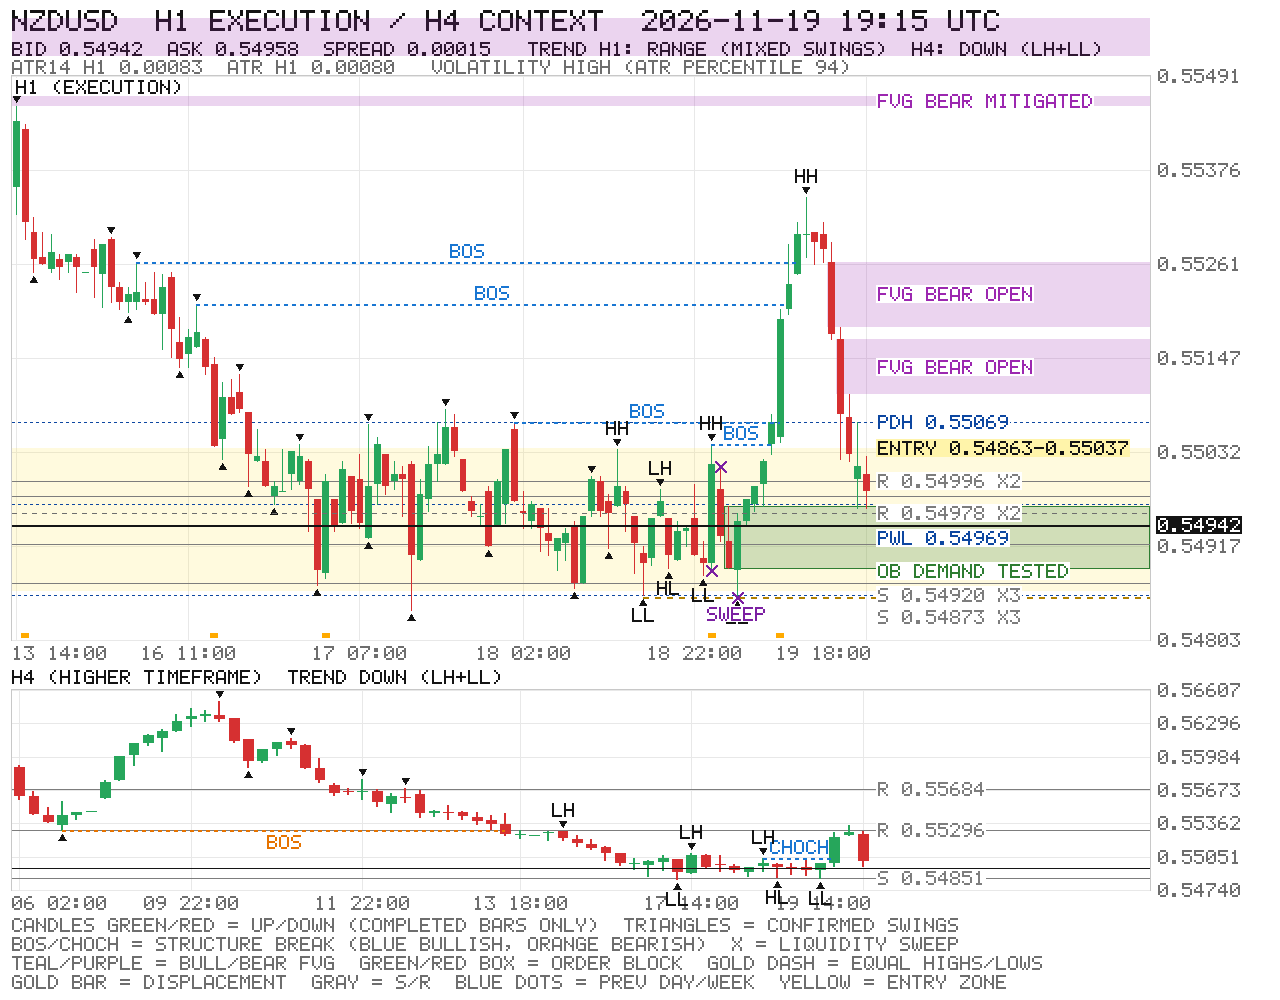 NZDUSD  H1 EXECUTION / H4 CONTEXT  2026-11-19 19:15 UTC
BID 0.54942  ASK 0.54958  SPREAD 0.00015   TREND H1: RANGE (MIXED SWINGS)  H4: DOWN (LH+LL)
ATR14 H1 0.00083  ATR H1 0.00080   VOLATILITY HIGH (ATR PERCENTILE 94)
0.55491
H1 (EXECUTION)
FVG BEAR MITIGATED
0.55376
HH
BOS
0.55261
BOS
FVG BEAR OPEN
0.55147
FVG BEAR OPEN
BOS
PDH 0.55069
HH
HH
BOS
ENTRY 0.54863-0.55037
0.55032
LH
R 0.54996 X2
R 0.54978 X2
0.54942
PWL 0.54969
0.54917
OB DEMAND TESTED
HL
LL
S 0.54920 X3
LL
SWEEP
S 0.54873 X3
0.54803
13 14:00  16 11:00  17 07:00  18 02:00  18 22:00  19 18:00
H4 (HIGHER TIMEFRAME)  TREND DOWN (LH+LL)
0.56607
0.56296
0.55984
R 0.55684
0.55673
LH
0.55362
R 0.55296
LH
LH
BOS
CHOCH
0.55051
S 0.54851
0.54740
LL
HL
LL
06 02:00  09 22:00  11 22:00  13 18:00  17 14:00  19 14:00
CANDLES GREEN/RED = UP/DOWN (COMPLETED BARS ONLY)  TRIANGLES = CONFIRMED SWINGS
BOS/CHOCH = STRUCTURE BREAK (BLUE BULLISH, ORANGE BEARISH)  X = LIQUIDITY SWEEP
TEAL/PURPLE = BULL/BEAR FVG  GREEN/RED BOX = ORDER BLOCK  GOLD DASH = EQUAL HIGHS/LOWS
GOLD BAR = DISPLACEMENT  GRAY = S/R  BLUE DOTS = PREV DAY/WEEK  YELLOW = ENTRY ZONE